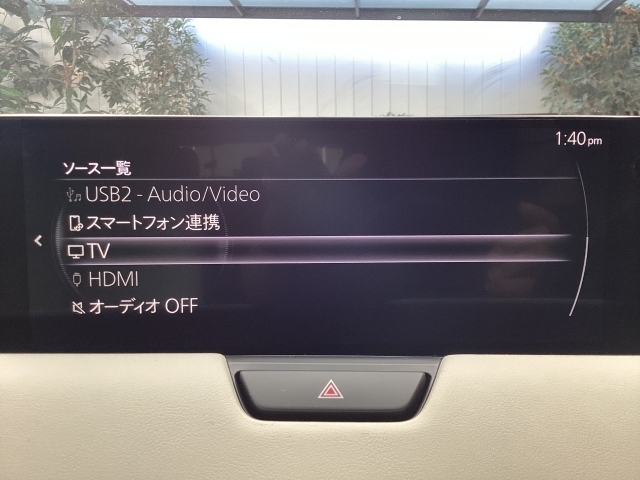 1:40pm
ソース一覧
USB2 - Audio/Video
スマートフォン連携
TV
HDMI
オーディオ OFF